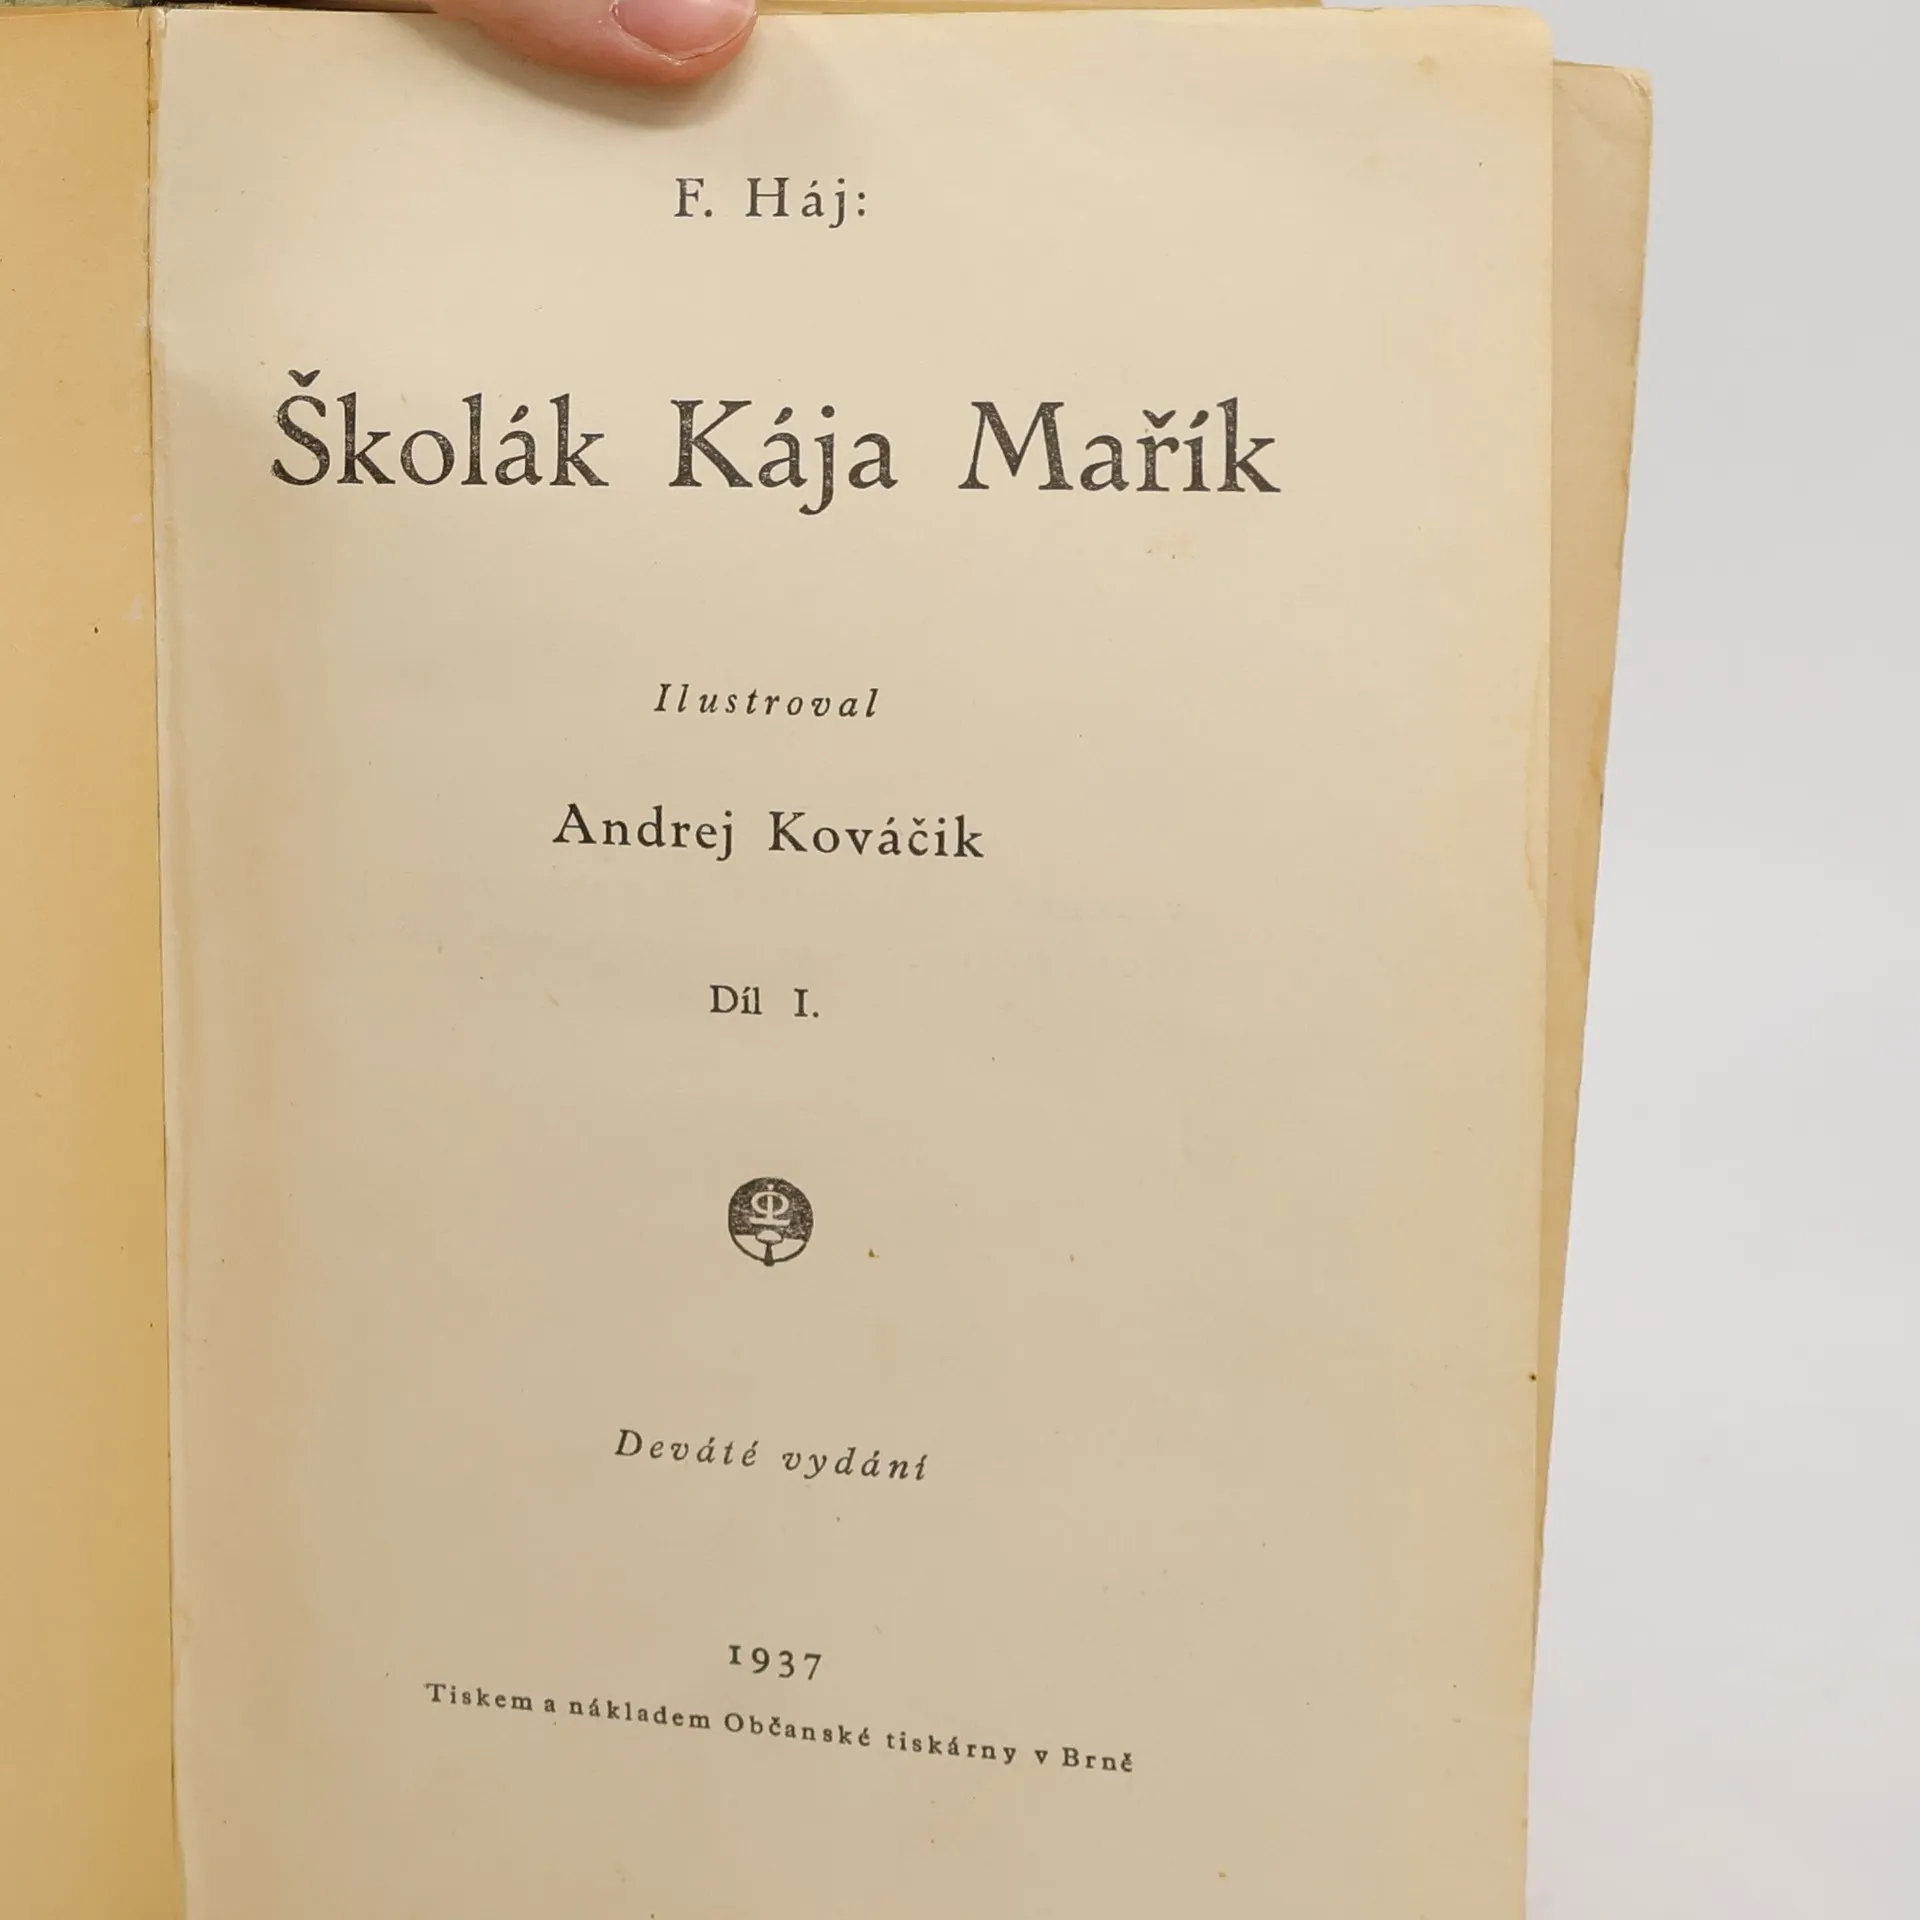 F. Háj:
Školák Kája Mařík
Ilustroval
Andrej Kováčik
Díl I.
Deváté vydání
1937
Tiskem a nákladem Občanské tiskárny v Brně